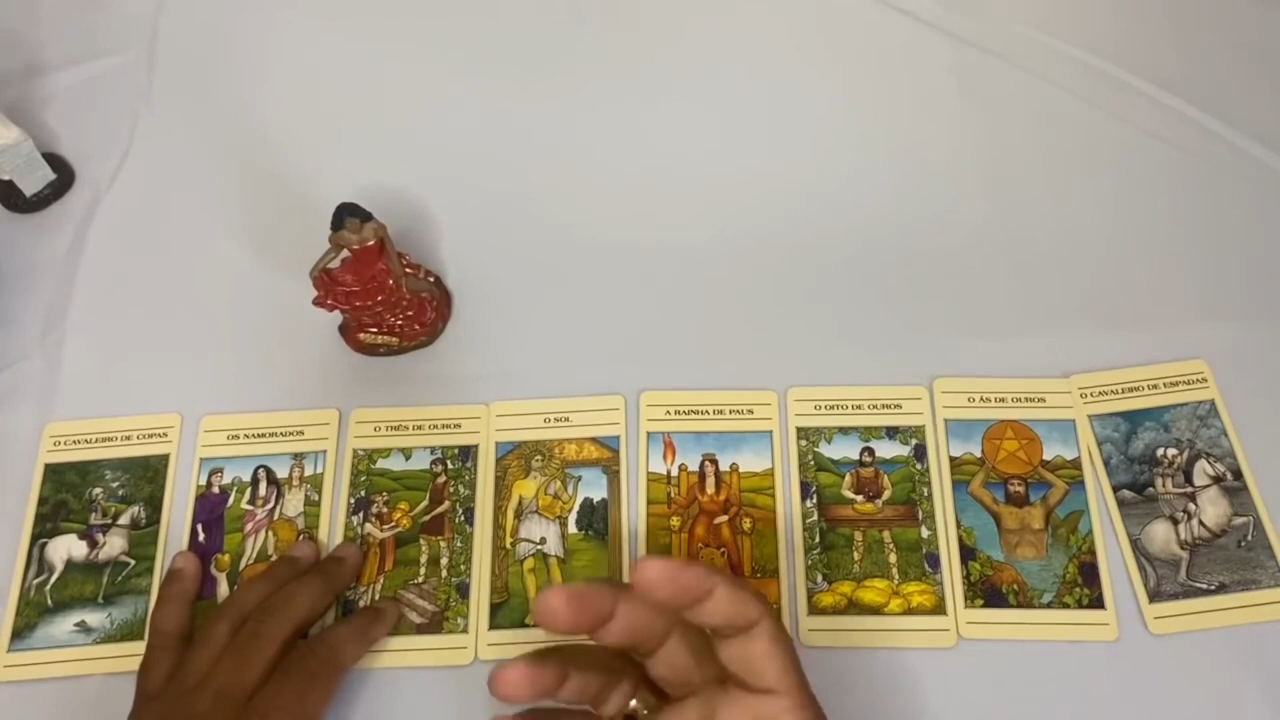 O CAVALEIRO DE COPAS
OS NAMORADOS
O TRÊS DE OUROS
O SOL
A RAINHA DE PAUS
O OITO DE OUROS
O ÁS DE OUROS
O CAVALEIRO DE ESPADAS